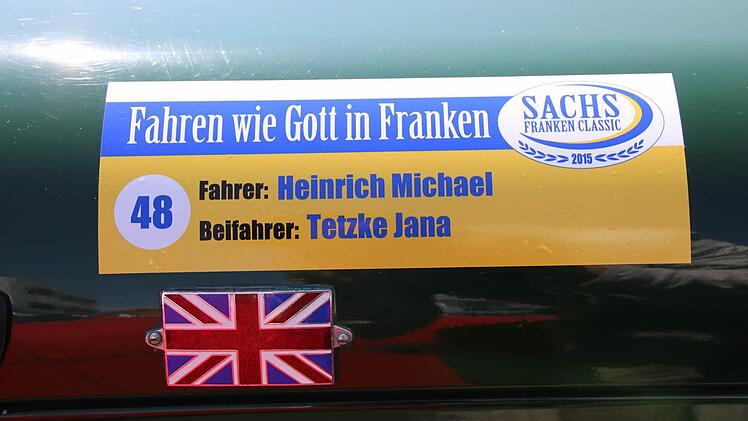 Fahren wie Gott in Franken
SACHS
FRANKEN CLASSIC
2015
48
Fahrer: Heinrich Michael
Beifahrer: Tetzke Jana